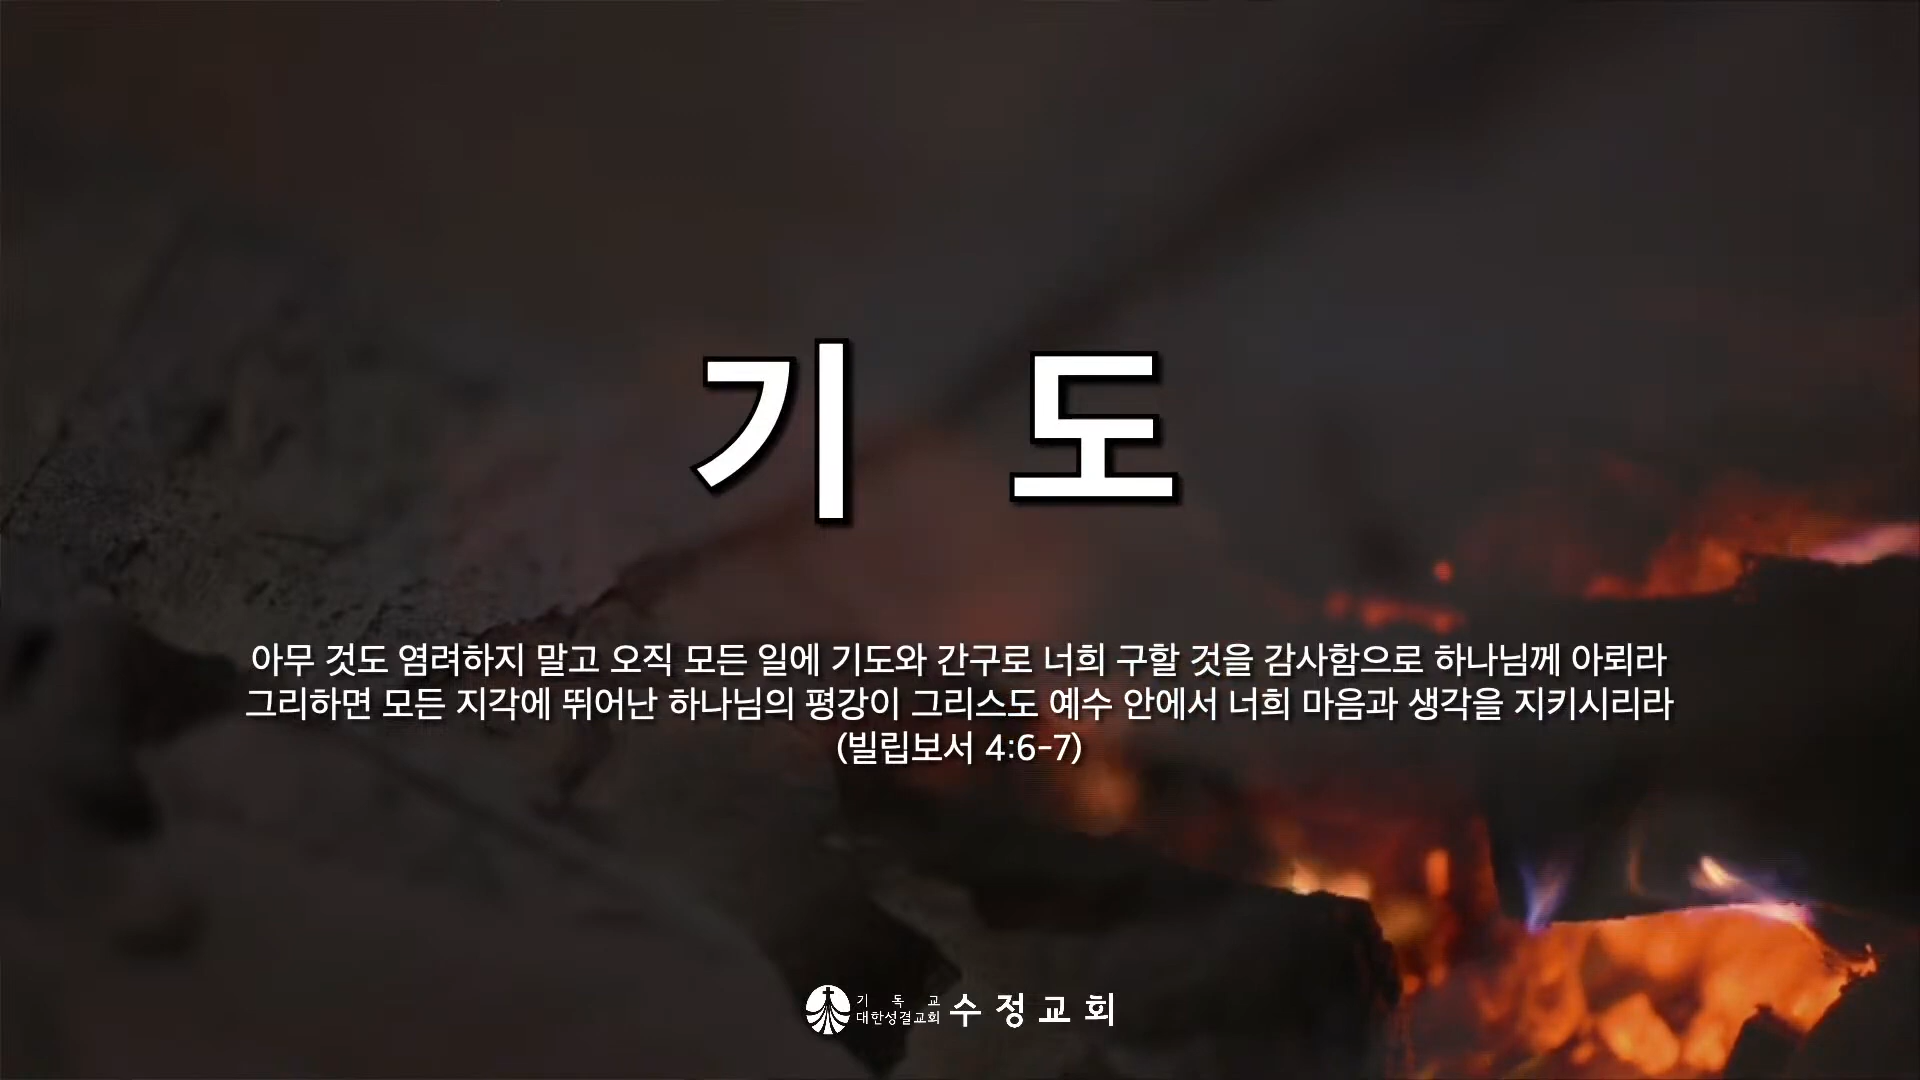 기 도
아무 것도 염려하지 말고 오직 모든 일에 기도와 간구로 너희 구할 것을 감사함으로 하나님께 아뢰라
그리하면 모든 지각에 뛰어난 하나님의 평강이 그리스도 예수 안에서 너희 마음과 생각을 지키시리라
(빌립보서 4:6-7)
기 독 교
대한성결교회
수정교회